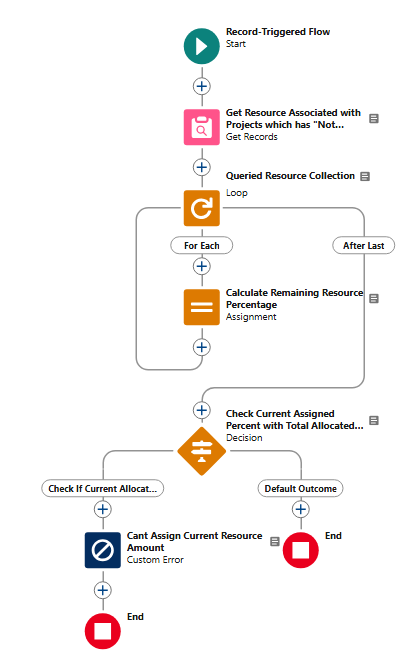 Record-Triggered Flow
Start
Get Resource Associated with
Projects which has "Not...
Get Records
Queried Resource Collection
Loop
For Each
After Last
Calculate Remaining Resource
Percentage
Assignment
Check Current Assigned
Percent with Total Allocated...
Decision
Check If Current Allocat...
Default Outcome
Cant Assign Current Resource
Amount
Custom Error
End
End